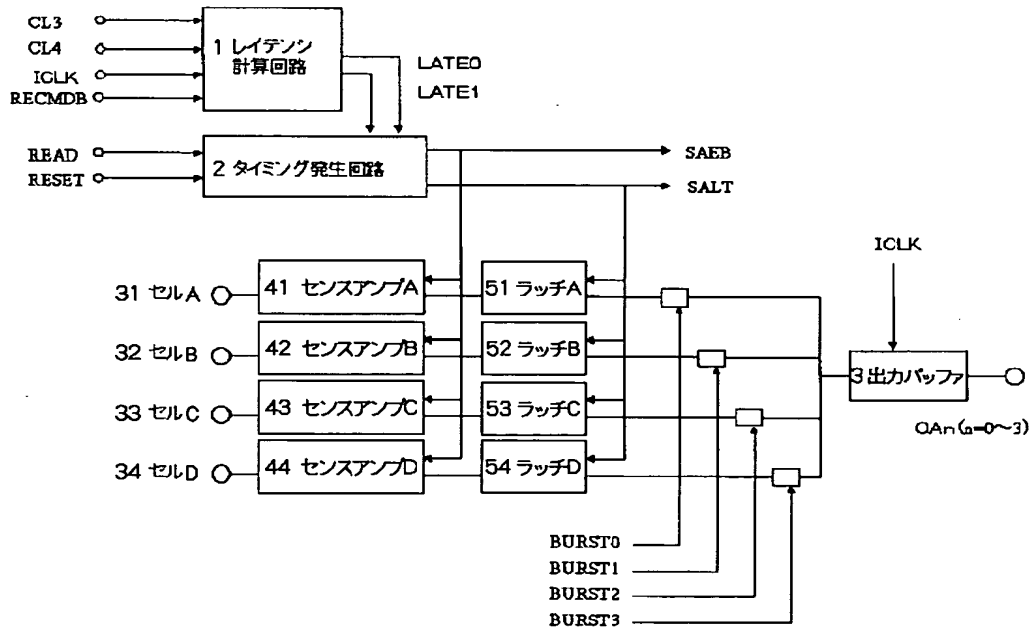 CL3
CL4
ICLK
RECMDB
1 レイテンシ
計算回路
LATE0
LATE1
READ
RESET
2 タイミング発生回路
SAEB
SALT
ICLK
31 セルA
41 センスアンプA
51 ラッチA
32 セルB
42 センスアンプB
52 ラッチB
3 出力バッファ
33 セルC
43 センスアンプC
53 ラッチC
OAn (n=0～3)
34 セルD
44 センスアンプD
54 ラッチD
BURST0
BURST1
BURST2
BURST3